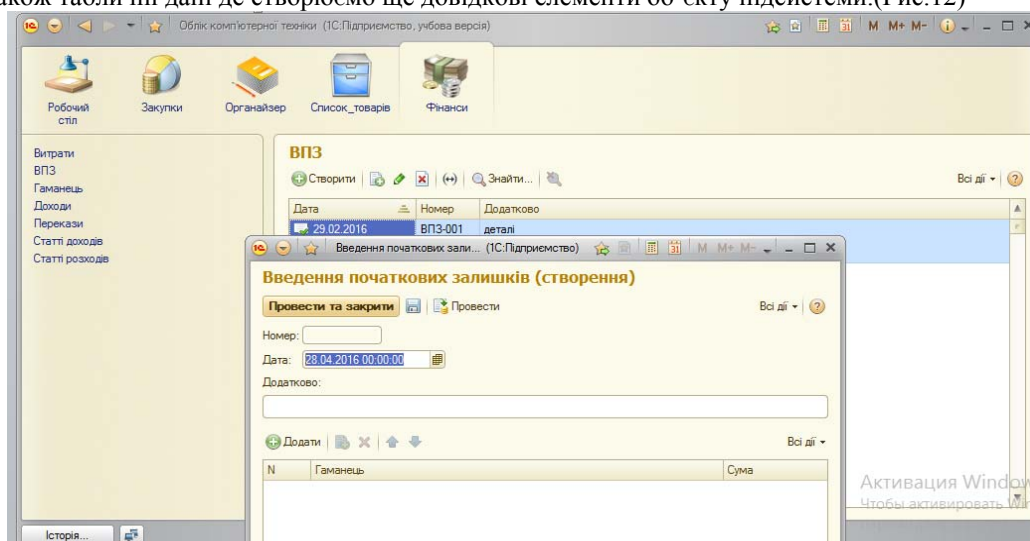 також табличні дані де створюємо ще довідкові елементи об'єкту підсистеми.(Рис.12)
Облік комп'ютерної техніки (1С:Підприємство, учбова версія)
M M+ M-
Робочий стіл
Закупки
Органайзер
Список_товарів
Фінанси
Витрати
ВПЗ
Гаманець
Доходи
Перекази
Статті доходів
Статті розходів
ВПЗ
Створити
Знайти...
Всі дії
Дата Номер Додатково
29.02.2016 ВПЗ-001 деталі
Введення початкових зали... (1С:Підприємство)
M M+ M-
Введення початкових залишків (створення)
Провести та закрити
Провести
Всі дії
Номер:
Дата: 28.04.2016 00:00:00
Додатково:
Додати
Всі дії
N Гаманець Сума
Активация Window
Чтобы активировать Wi
Історія...